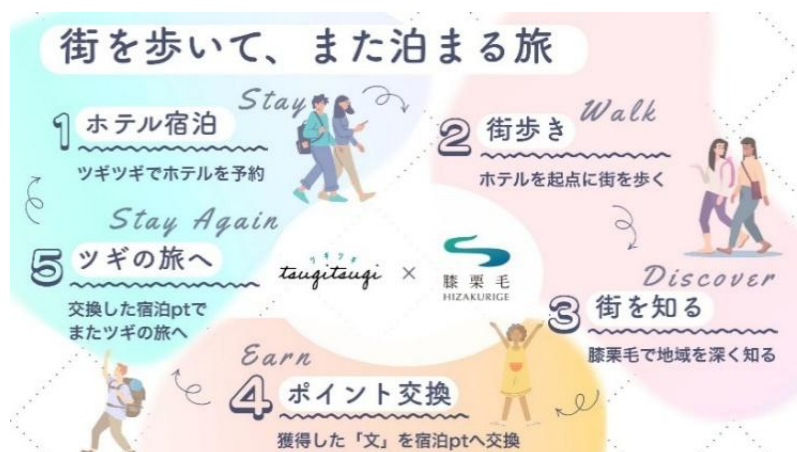 街を歩いて、また泊まる旅
Stay
1 ホテル宿泊
ツギツギでホテルを予約
Walk
2 街歩き
ホテルを起点に街を歩く
Discover
3 街を知る
膝栗毛で地域を深く知る
Earn
4 ポイント交換
獲得した「文」を宿泊ptへ交換
Stay Again
5 ツギの旅へ
交換した宿泊ptで
またツギの旅へ
ツギツギ
tsugitsugi × 膝栗毛
HIZAKURIGE